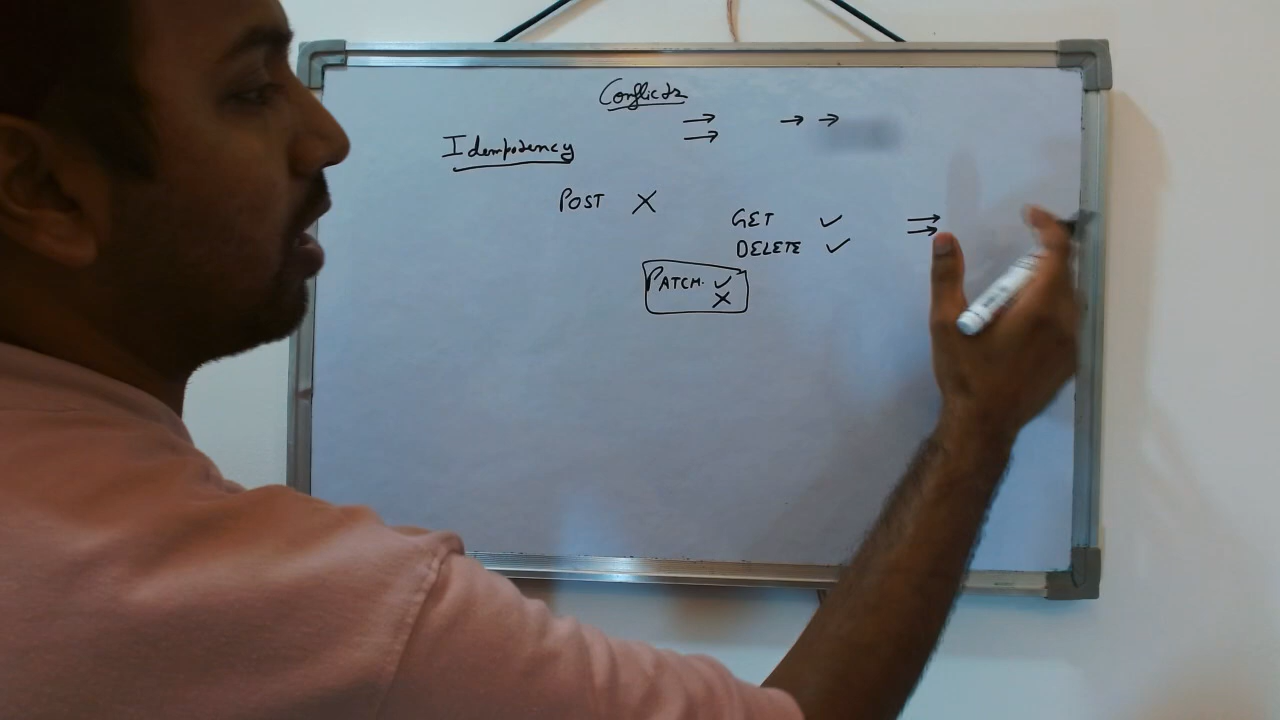 Conflicts
→ → →
→
Idempotency
POST X
GET ✓ →
DELETE ✓ →
PATCH. ✓
X